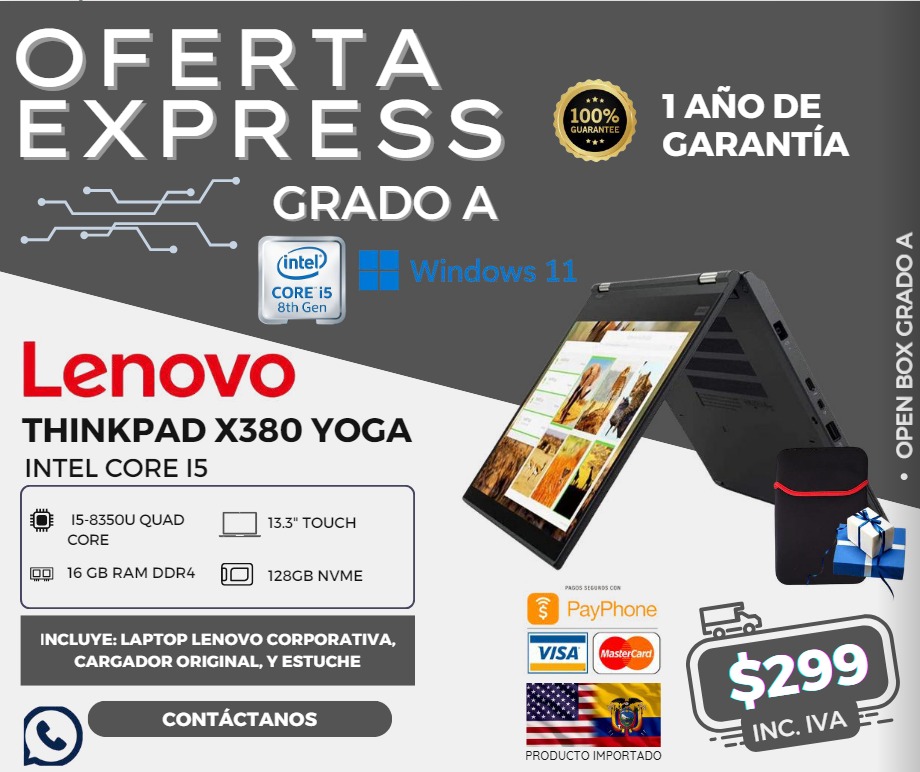 OFERTA
EXPRESS
GRADO A
100%
GUARANTEE
1 AÑO DE
GARANTÍA
intel
CORE i5
8th Gen
Windows 11
OPEN BOX GRADO A
Lenovo
THINKPAD X380 YOGA
INTEL CORE I5
I5-8350U QUAD
CORE
13.3" TOUCH
16 GB RAM DDR4
128GB NVME
INCLUYE: LAPTOP LENOVO CORPORATIVA,
CARGADOR ORIGINAL, Y ESTUCHE
CONTÁCTANOS
PAGOS SEGUROS CON
PayPhone
VISA
MasterCard
PRODUCTO IMPORTADO
$299
INC. IVA